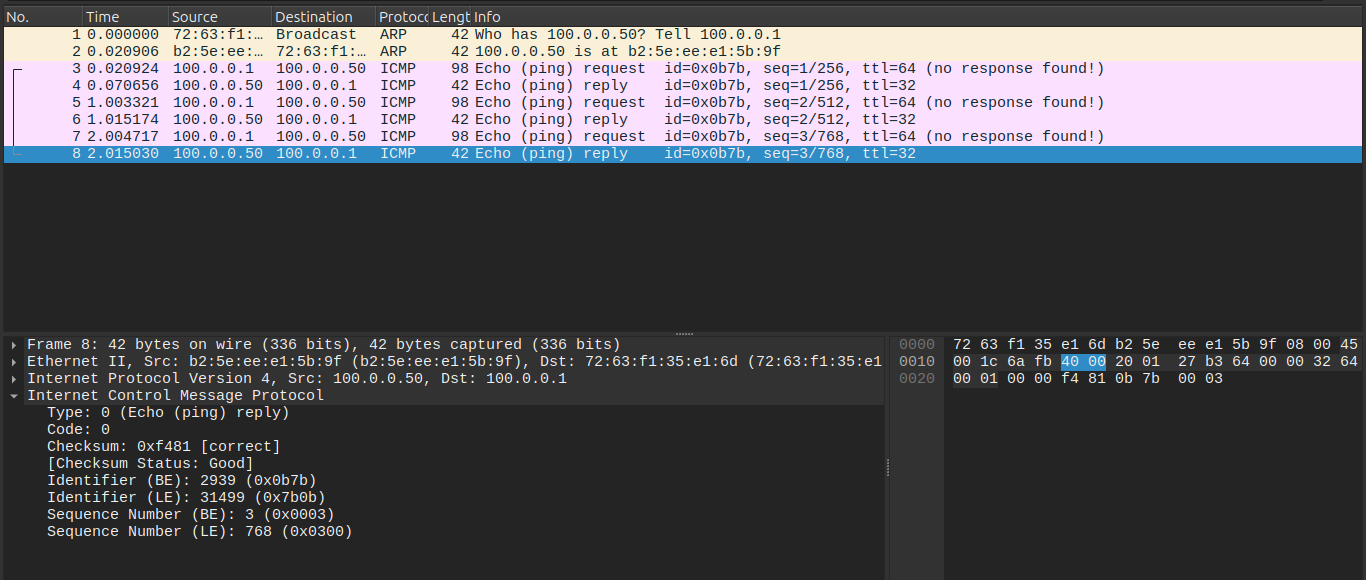 No. Time Source Destination Protoc Lengt Info
1 0.000000 72:63:f1:… Broadcast ARP 42 Who has 100.0.0.50? Tell 100.0.0.1
2 0.020906 b2:5e:ee:… 72:63:f1:… ARP 42 100.0.0.50 is at b2:5e:ee:e1:5b:9f
3 0.020924 100.0.0.1 100.0.0.50 ICMP 98 Echo (ping) request id=0x0b7b, seq=1/256, ttl=64 (no response found!)
4 0.070656 100.0.0.50 100.0.0.1 ICMP 42 Echo (ping) reply id=0x0b7b, seq=1/256, ttl=32
5 1.003321 100.0.0.1 100.0.0.50 ICMP 98 Echo (ping) request id=0x0b7b, seq=2/512, ttl=64 (no response found!)
6 1.015174 100.0.0.50 100.0.0.1 ICMP 42 Echo (ping) reply id=0x0b7b, seq=2/512, ttl=32
7 2.004717 100.0.0.1 100.0.0.50 ICMP 98 Echo (ping) request id=0x0b7b, seq=3/768, ttl=64 (no response found!)
8 2.015030 100.0.0.50 100.0.0.1 ICMP 42 Echo (ping) reply id=0x0b7b, seq=3/768, ttl=32
Frame 8: 42 bytes on wire (336 bits), 42 bytes captured (336 bits)
Ethernet II, Src: b2:5e:ee:e1:5b:9f (b2:5e:ee:e1:5b:9f), Dst: 72:63:f1:35:e1:6d (72:63:f1:35:e1
Internet Protocol Version 4, Src: 100.0.0.50, Dst: 100.0.0.1
Internet Control Message Protocol
Type: 0 (Echo (ping) reply)
Code: 0
Checksum: 0xf481 [correct]
[Checksum Status: Good]
Identifier (BE): 2939 (0x0b7b)
Identifier (LE): 31499 (0x7b0b)
Sequence Number (BE): 3 (0x0003)
Sequence Number (LE): 768 (0x0300)
0000 72 63 f1 35 e1 6d b2 5e ee e1 5b 9f 08 00 45
0010 00 1c 6a fb 40 00 20 01 27 b3 64 00 00 32 64
0020 00 01 00 00 f4 81 0b 7b 00 03